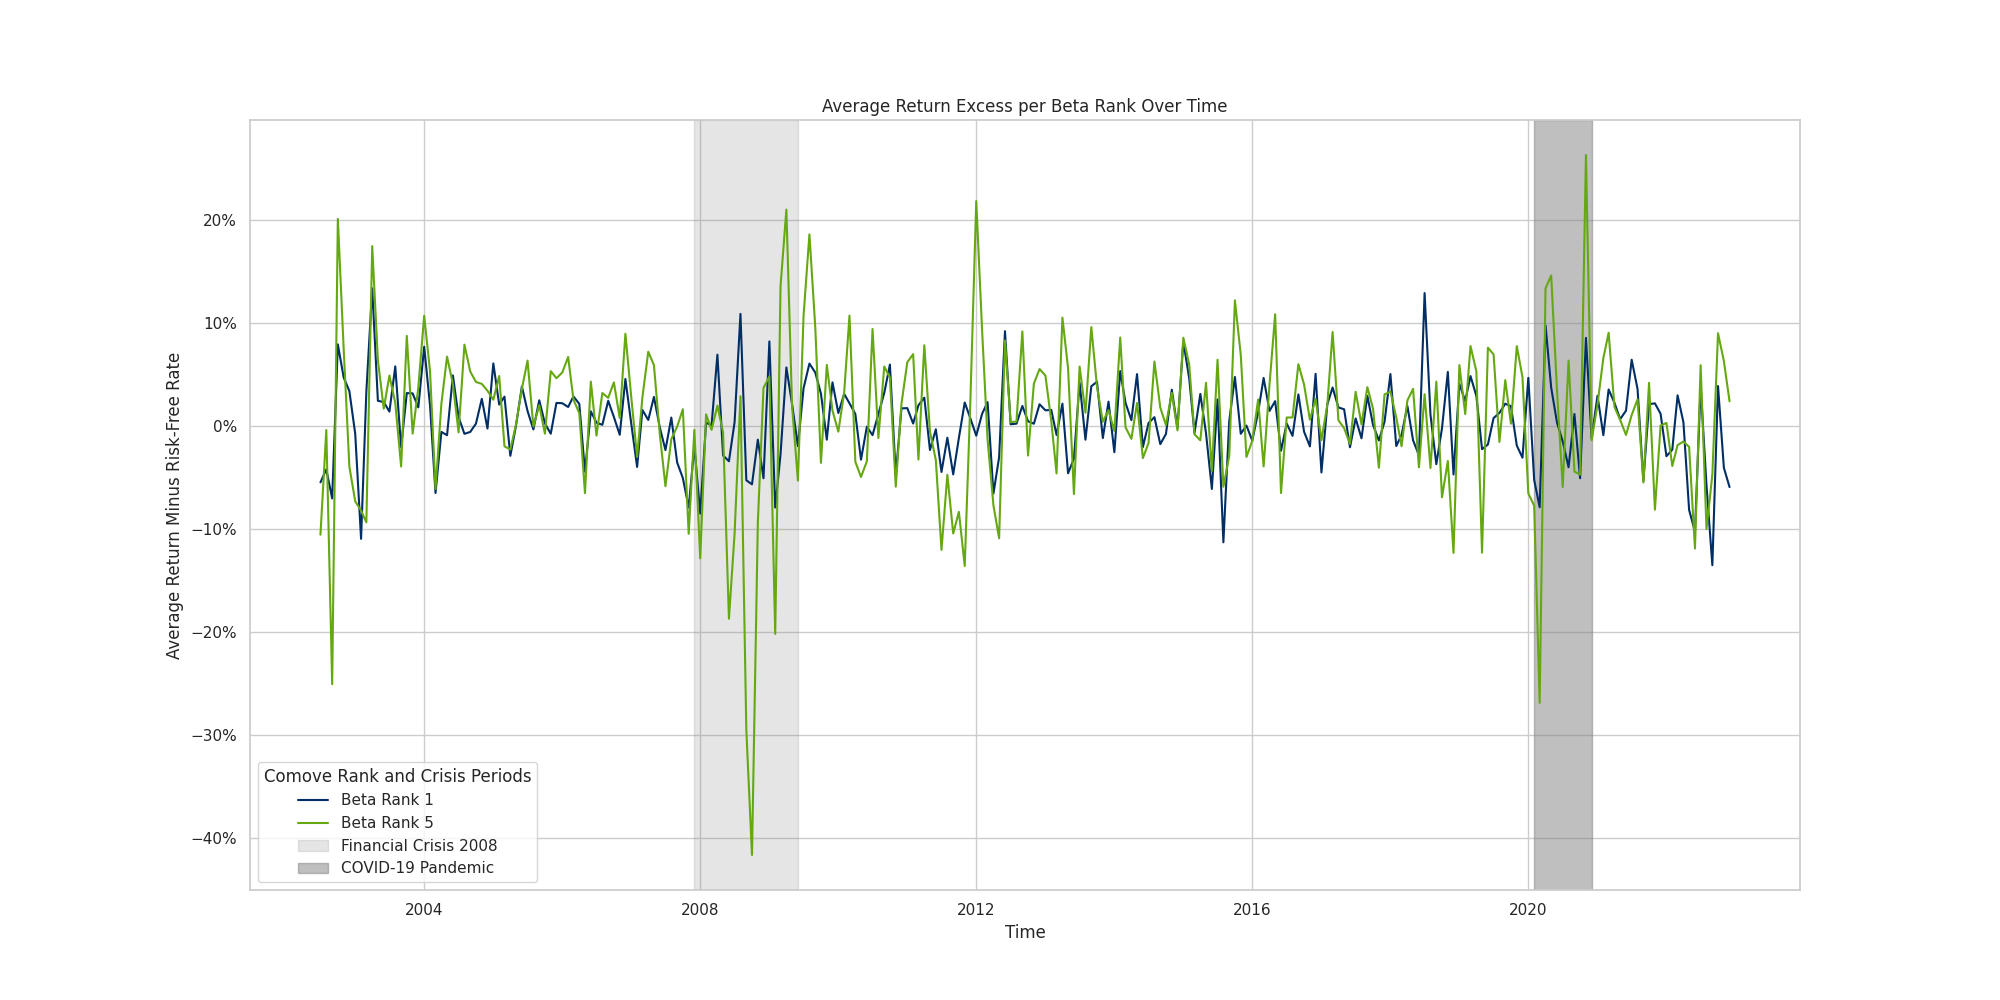 Average Return Excess per Beta Rank Over Time
Average Return Minus Risk-Free Rate
20%
10%
0%
−10%
−20%
−30%
−40%
Comove Rank and Crisis Periods
Beta Rank 1
Beta Rank 5
Financial Crisis 2008
COVID-19 Pandemic
2004
2008
2012
2016
2020
Time